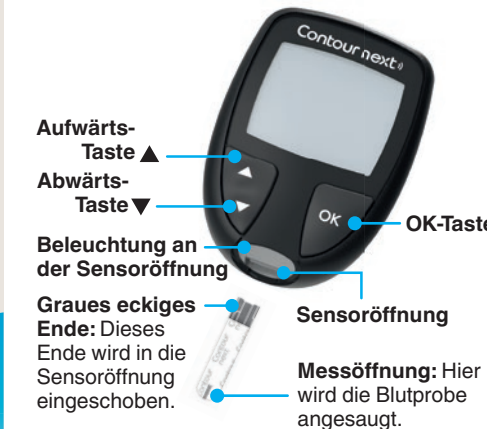 Contour next
Aufwärts-
Taste ▲
Abwärts-
Taste ▼
OK
OK-Taste
Beleuchtung an
der Sensoröffnung
Graues eckiges
Ende: Dieses
Ende wird in die
Sensoröffnung
eingeschoben.
Sensoröffnung
Messöffnung: Hier
wird die Blutprobe
angesaugt.